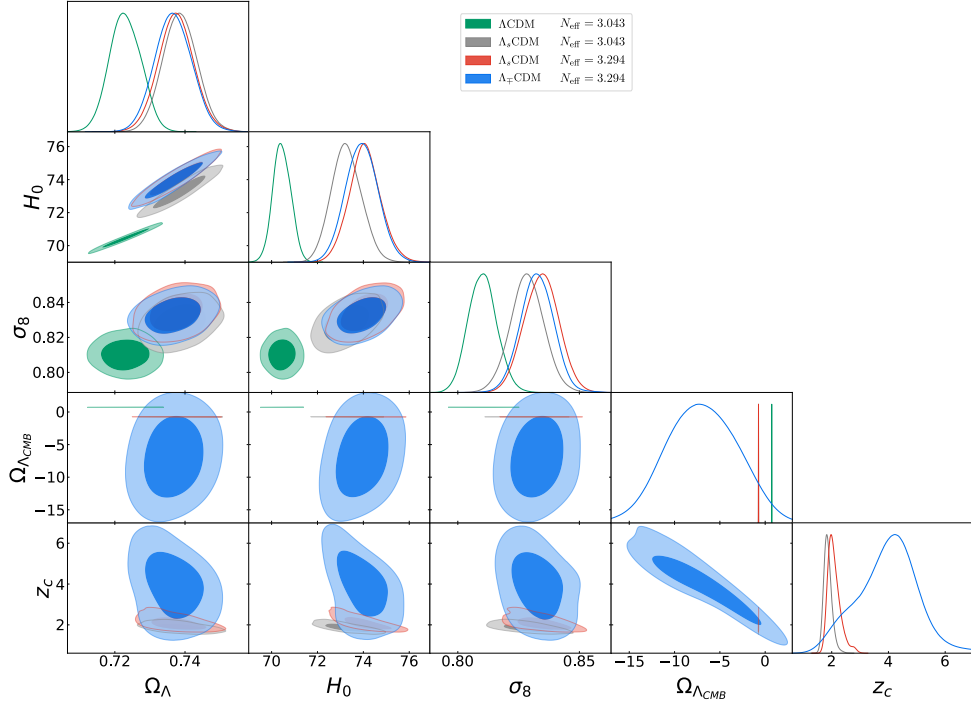 ΛCDM N_eff = 3.043
Λ_sCDM N_eff = 3.043
Λ_sCDM N_eff = 3.294
Λ_∓CDM N_eff = 3.294
76
74
72
70
H_0
0.84
0.82
0.80
σ_8
0
−5
−10
−15
Ω_Λ_CMB
6
4
2
z_c
0.72 0.74 70 72 74 76 0.80 0.85 −15 −10 −5 0 2 4 6
Ω_Λ H_0 σ_8 Ω_Λ_CMB z_c